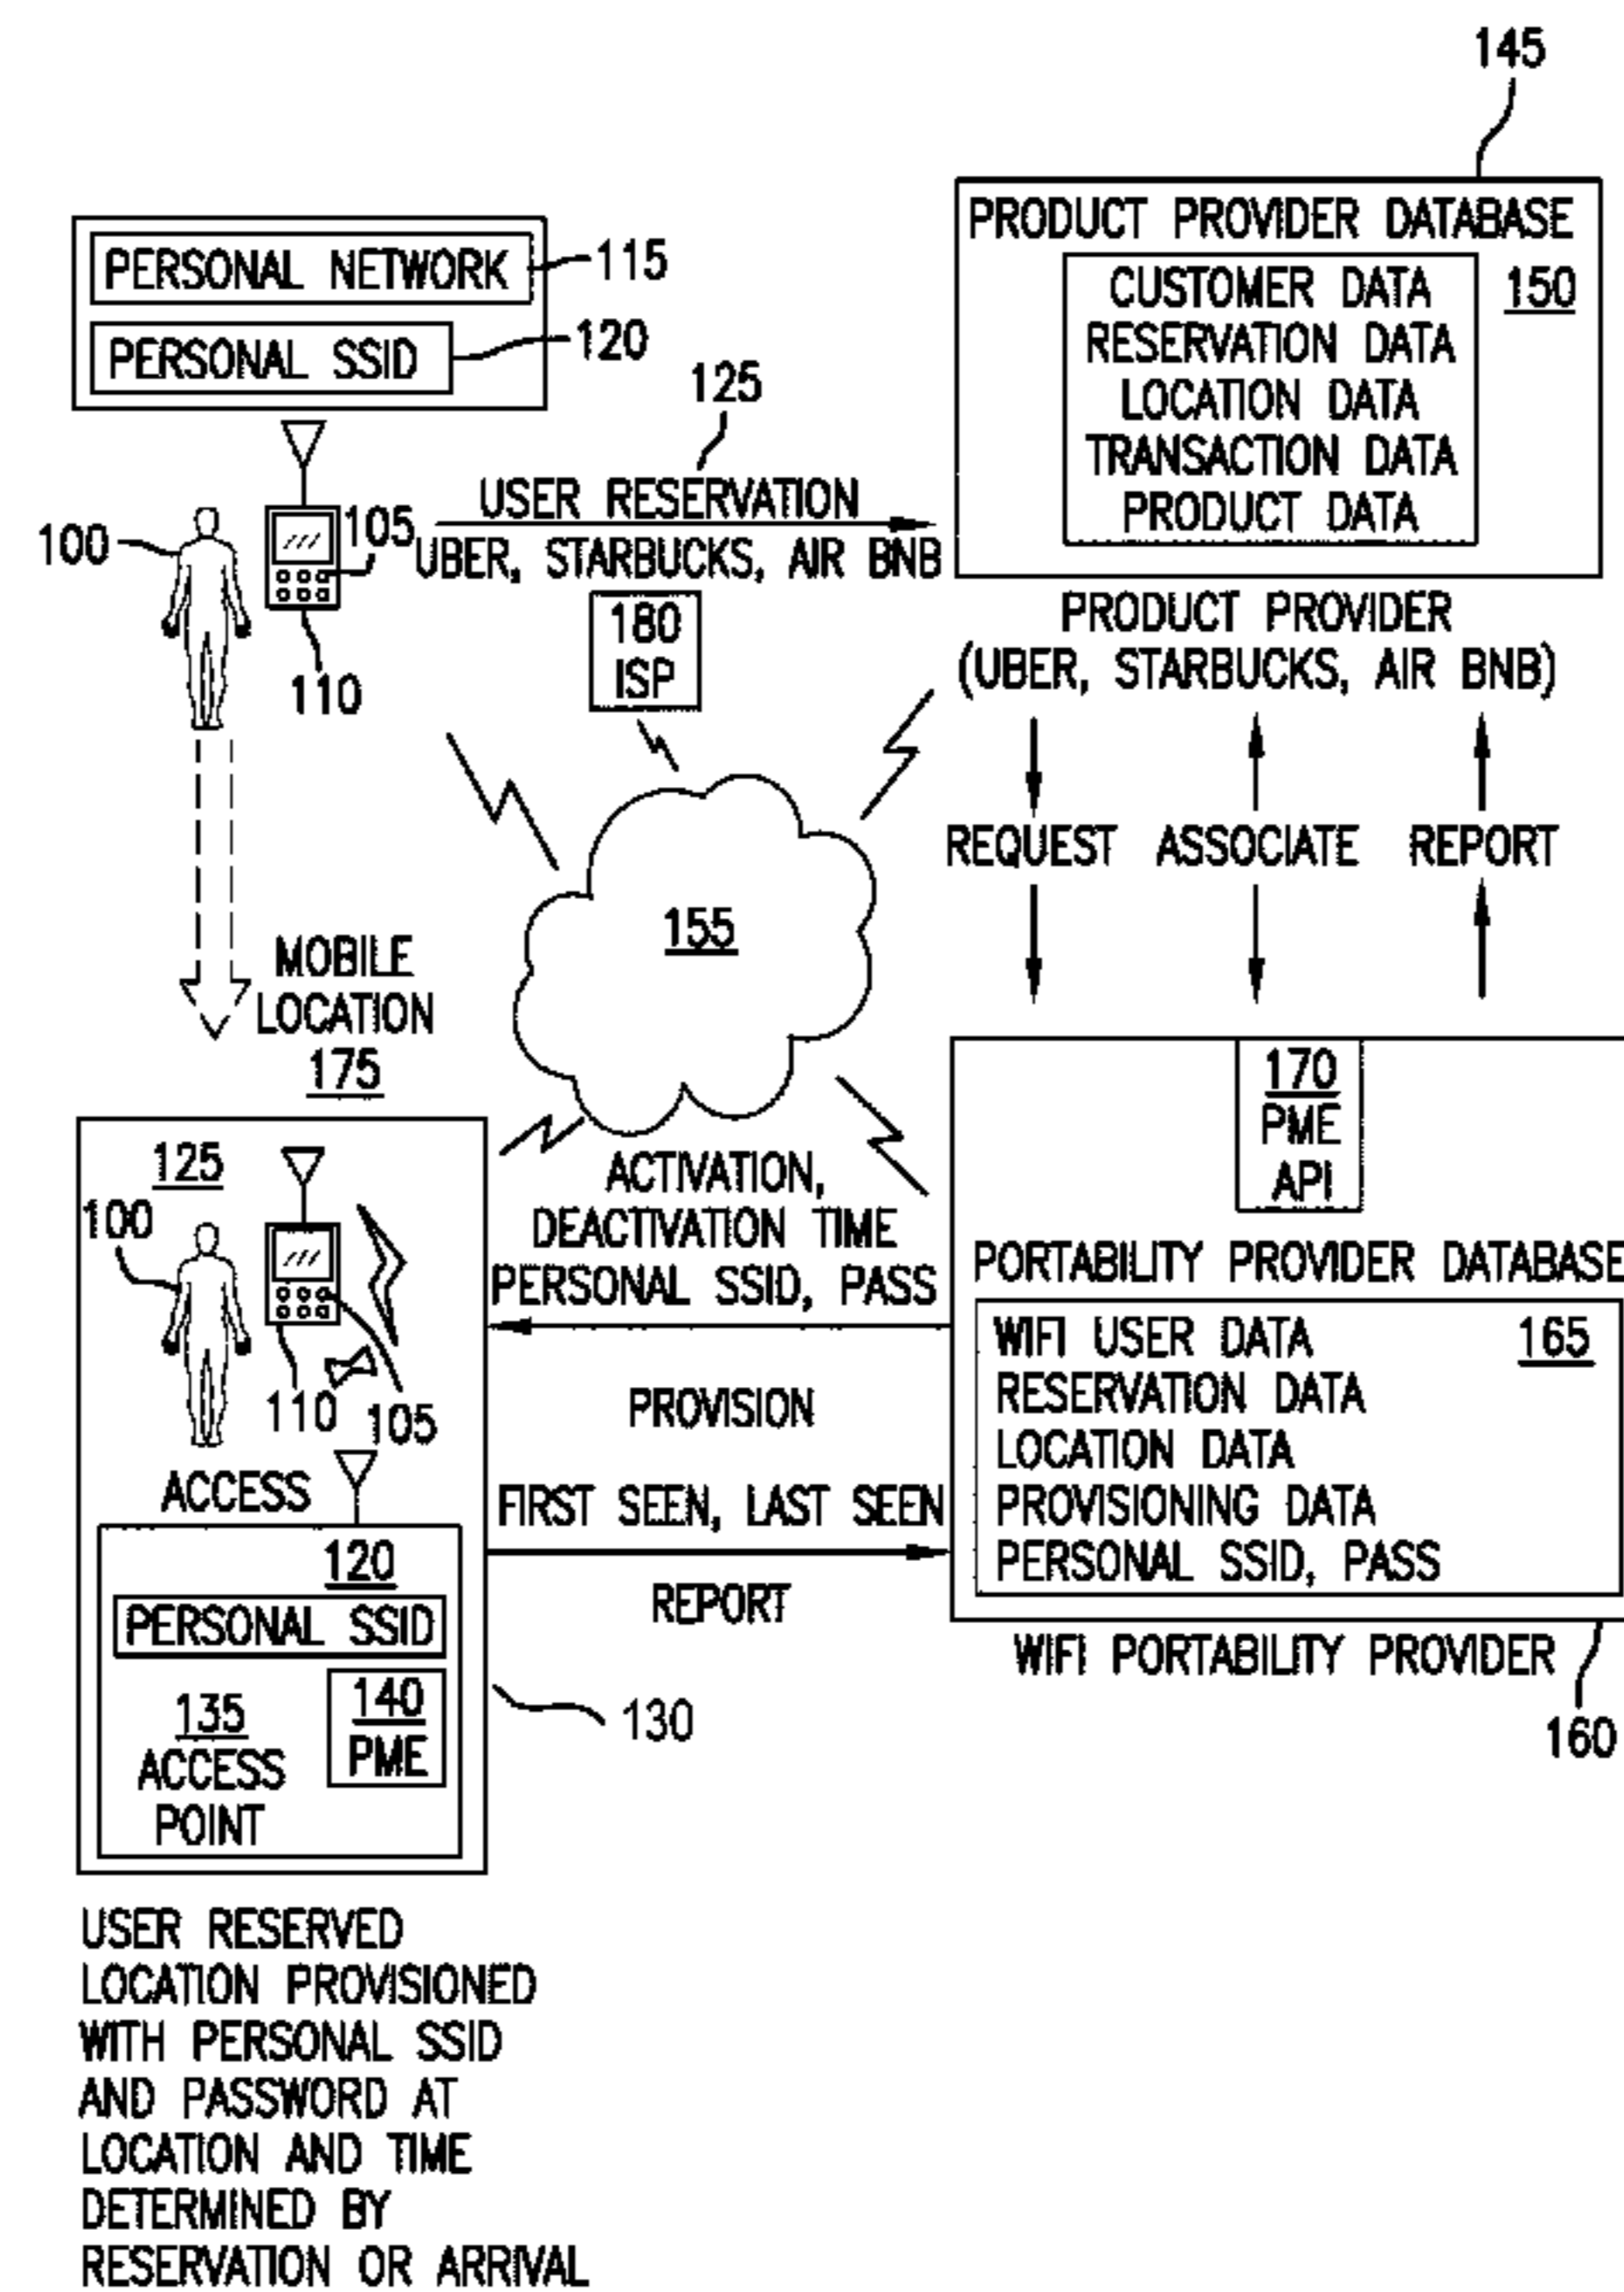 145
PRODUCT PROVIDER DATABASE
CUSTOMER DATA 150
RESERVATION DATA
LOCATION DATA
TRANSACTION DATA
PRODUCT DATA
PRODUCT PROVIDER
(UBER, STARBUCKS, AIR BNB)
PERSONAL NETWORK 115
PERSONAL SSID 120
125
USER RESERVATION
UBER, STARBUCKS, AIR BNB
100
105
110
180
ISP
REQUEST ASSOCIATE REPORT
155
MOBILE
LOCATION
175
170
PME
API
PORTABILITY PROVIDER DATABASE
WIFI USER DATA 165
RESERVATION DATA
LOCATION DATA
PROVISIONING DATA
PERSONAL SSID, PASS
WIFI PORTABILITY PROVIDER
160
ACTIVATION,
DEACTIVATION TIME
PERSONAL SSID, PASS
PROVISION
FIRST SEEN, LAST SEEN
REPORT
125
100
110
105
ACCESS
120
PERSONAL SSID
135
ACCESS
POINT
140
PME
130
USER RESERVED
LOCATION PROVISIONED
WITH PERSONAL SSID
AND PASSWORD AT
LOCATION AND TIME
DETERMINED BY
RESERVATION OR ARRIVAL